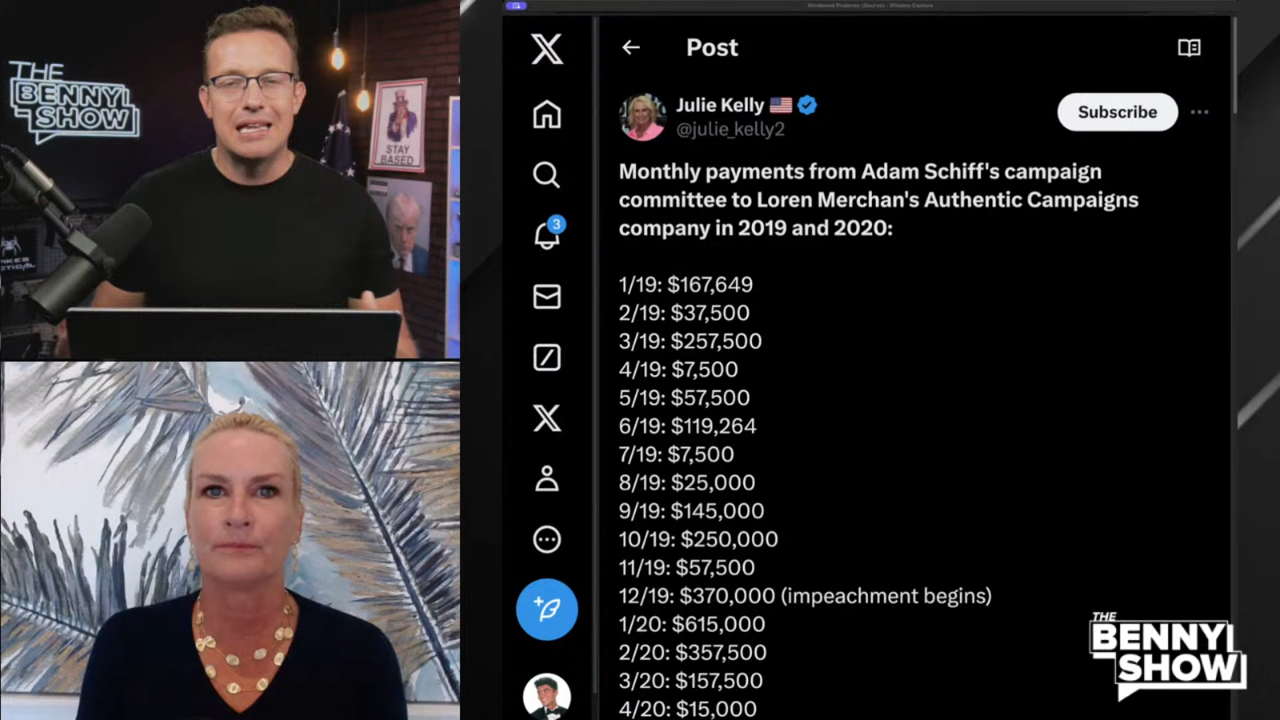 THE
BENNY
SHOW
STAY
BASED
Post
Julie Kelly
@julie_kelly2
Subscribe
3
Monthly payments from Adam Schiff's campaign
committee to Loren Merchan's Authentic Campaigns
company in 2019 and 2020:
1/19: $167,649
2/19: $37,500
3/19: $257,500
4/19: $7,500
5/19: $57,500
6/19: $119,264
7/19: $7,500
8/19: $25,000
9/19: $145,000
10/19: $250,000
11/19: $57,500
12/19: $370,000 (impeachment begins)
1/20: $615,000
2/20: $357,500
3/20: $157,500
4/20: $15,000
THE
BENNY
SHOW